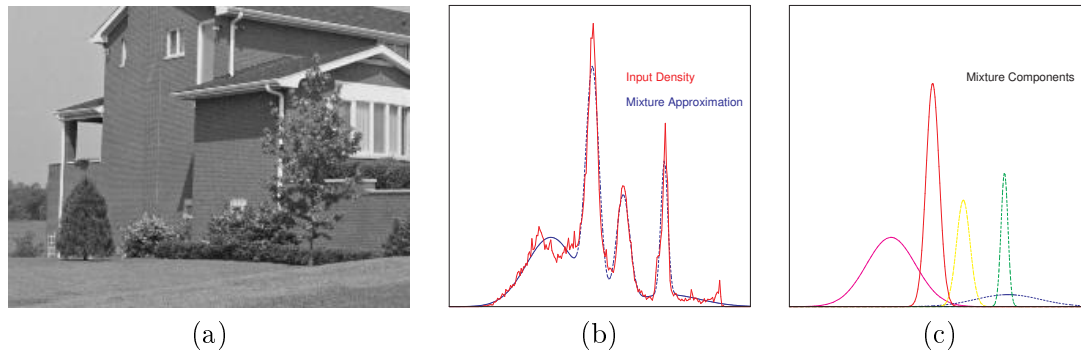 Input Density
Mixture Approximation
Mixture Components
(a)
(b)
(c)